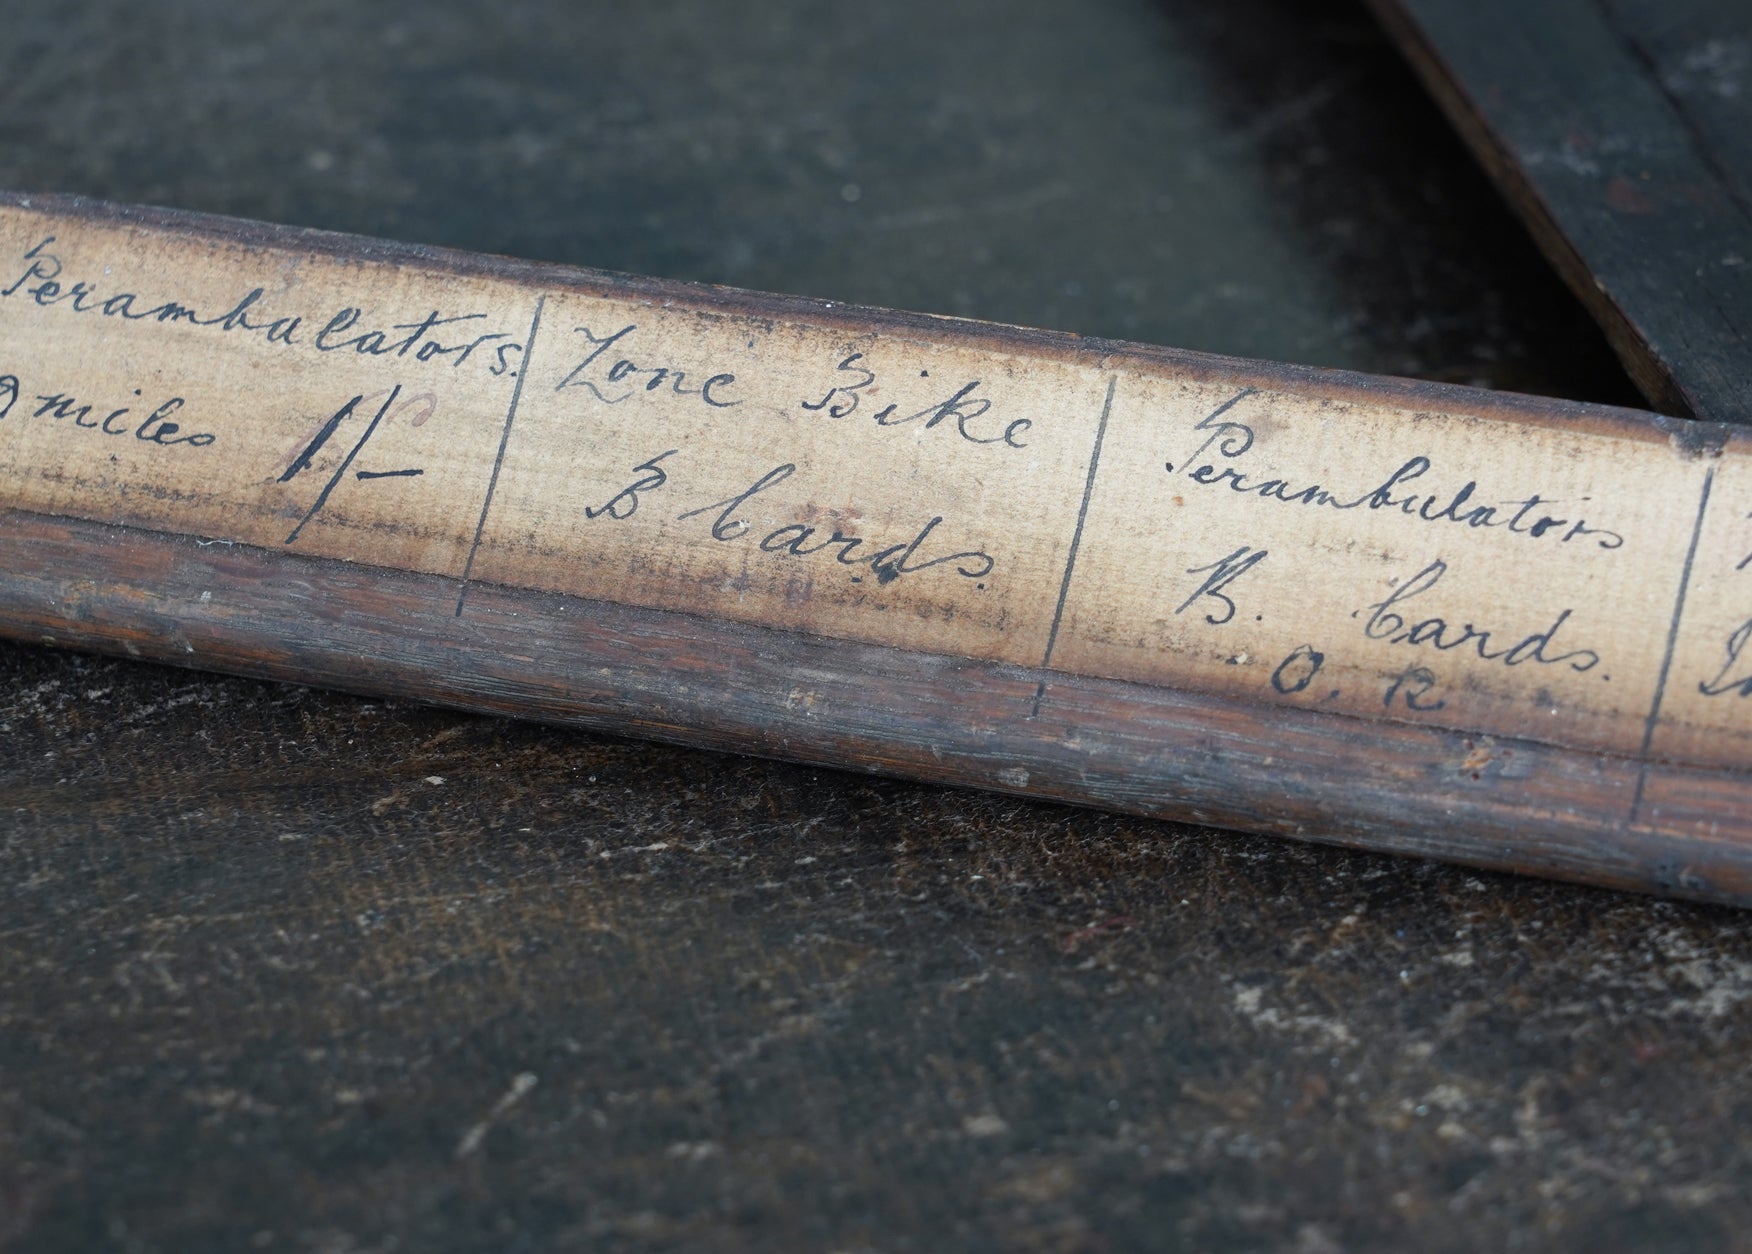 Perambulators.
miles 1/-
Zone Bike
B Cards
Perambulators
B. Cards.
O. R